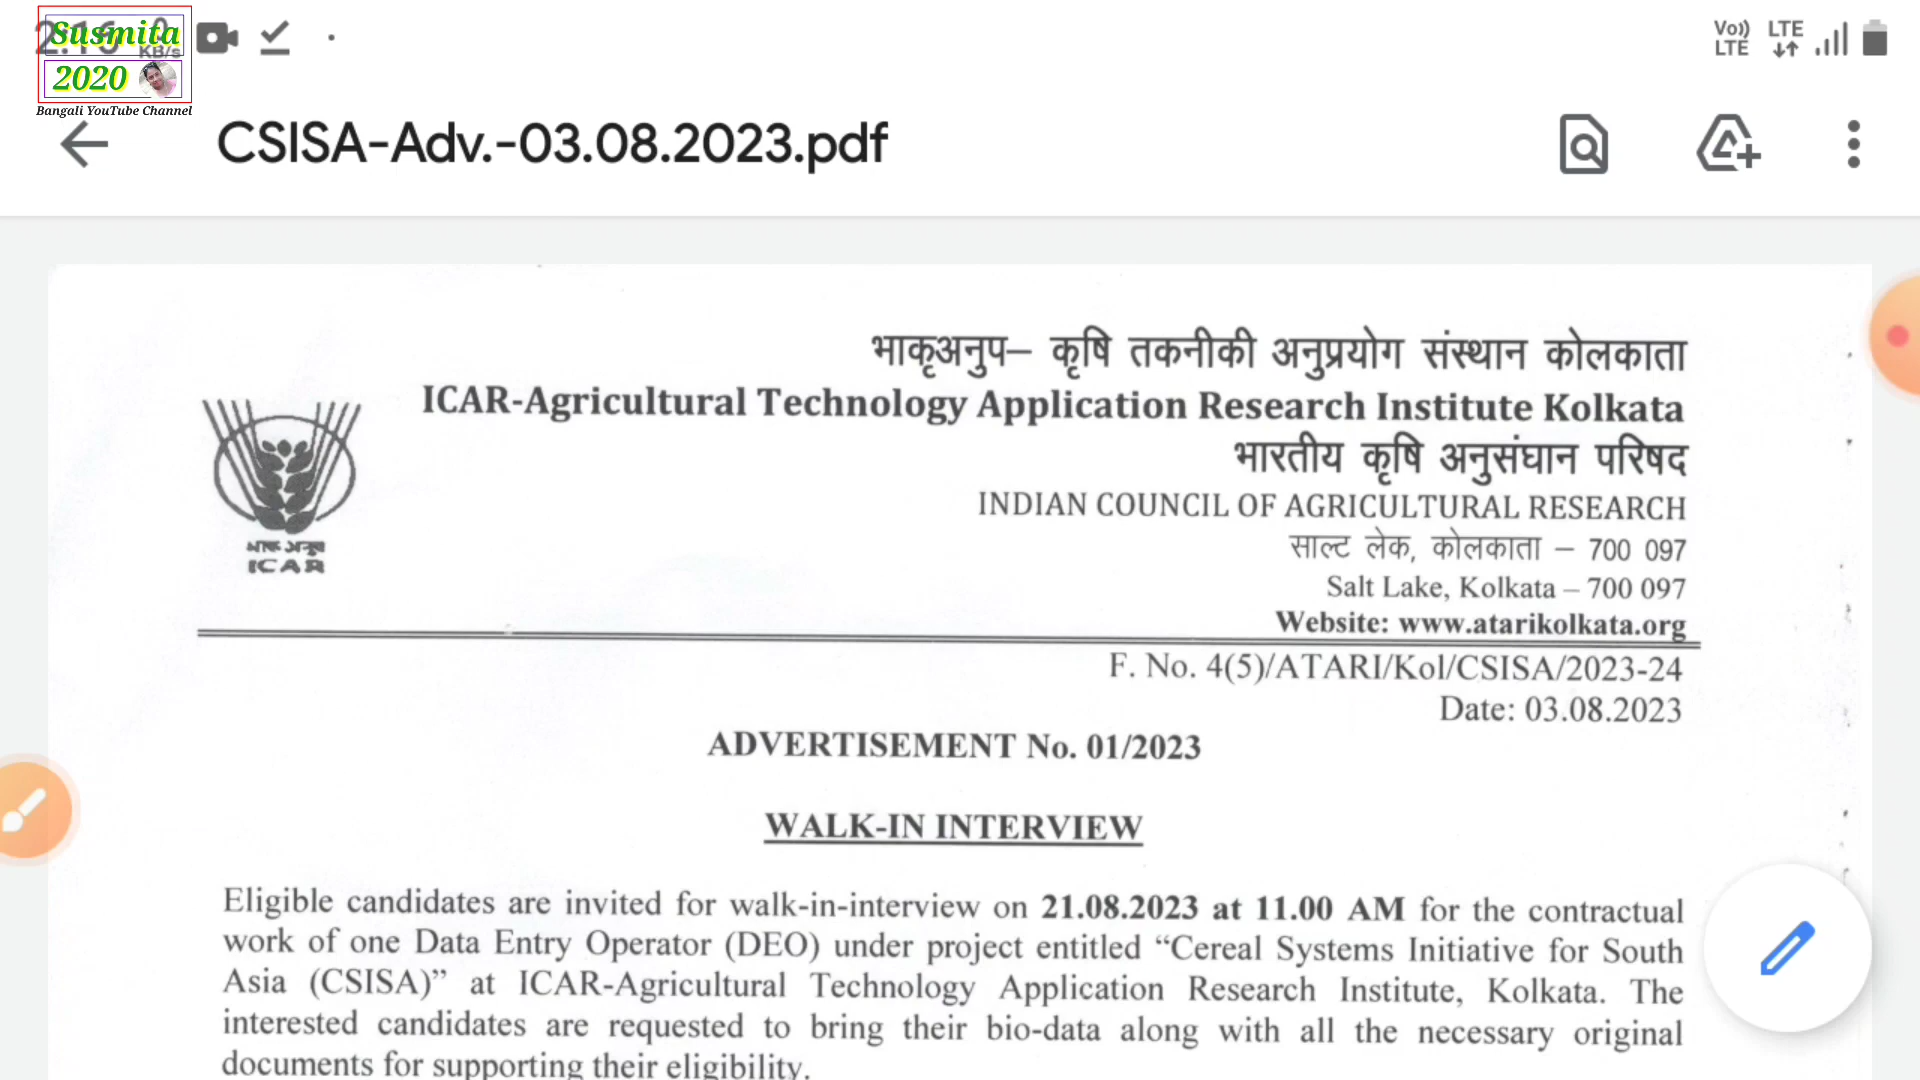 Susmita
2020
Bangali YouTube Channel
KB/s
Vo)) LTE
LTE
CSISA-Adv.-03.08.2023.pdf
भाकृअनुप– कृषि तकनीकी अनुप्रयोग संस्थान कोलकाता
ICAR-Agricultural Technology Application Research Institute Kolkata
भारतीय कृषि अनुसंधान परिषद
INDIAN COUNCIL OF AGRICULTURAL RESEARCH
साल्ट लेक, कोलकाता – 700 097
Salt Lake, Kolkata – 700 097
Website: www.atarikolkata.org
भाकृअनुप
ICAR
F. No. 4(5)/ATARI/Kol/CSISA/2023-24
Date: 03.08.2023
ADVERTISEMENT No. 01/2023
WALK-IN INTERVIEW
Eligible candidates are invited for walk-in-interview on 21.08.2023 at 11.00 AM for the contractual
work of one Data Entry Operator (DEO) under project entitled “Cereal Systems Initiative for South
Asia (CSISA)” at ICAR-Agricultural Technology Application Research Institute, Kolkata. The
interested candidates are requested to bring their bio-data along with all the necessary original
documents for supporting their eligibility.